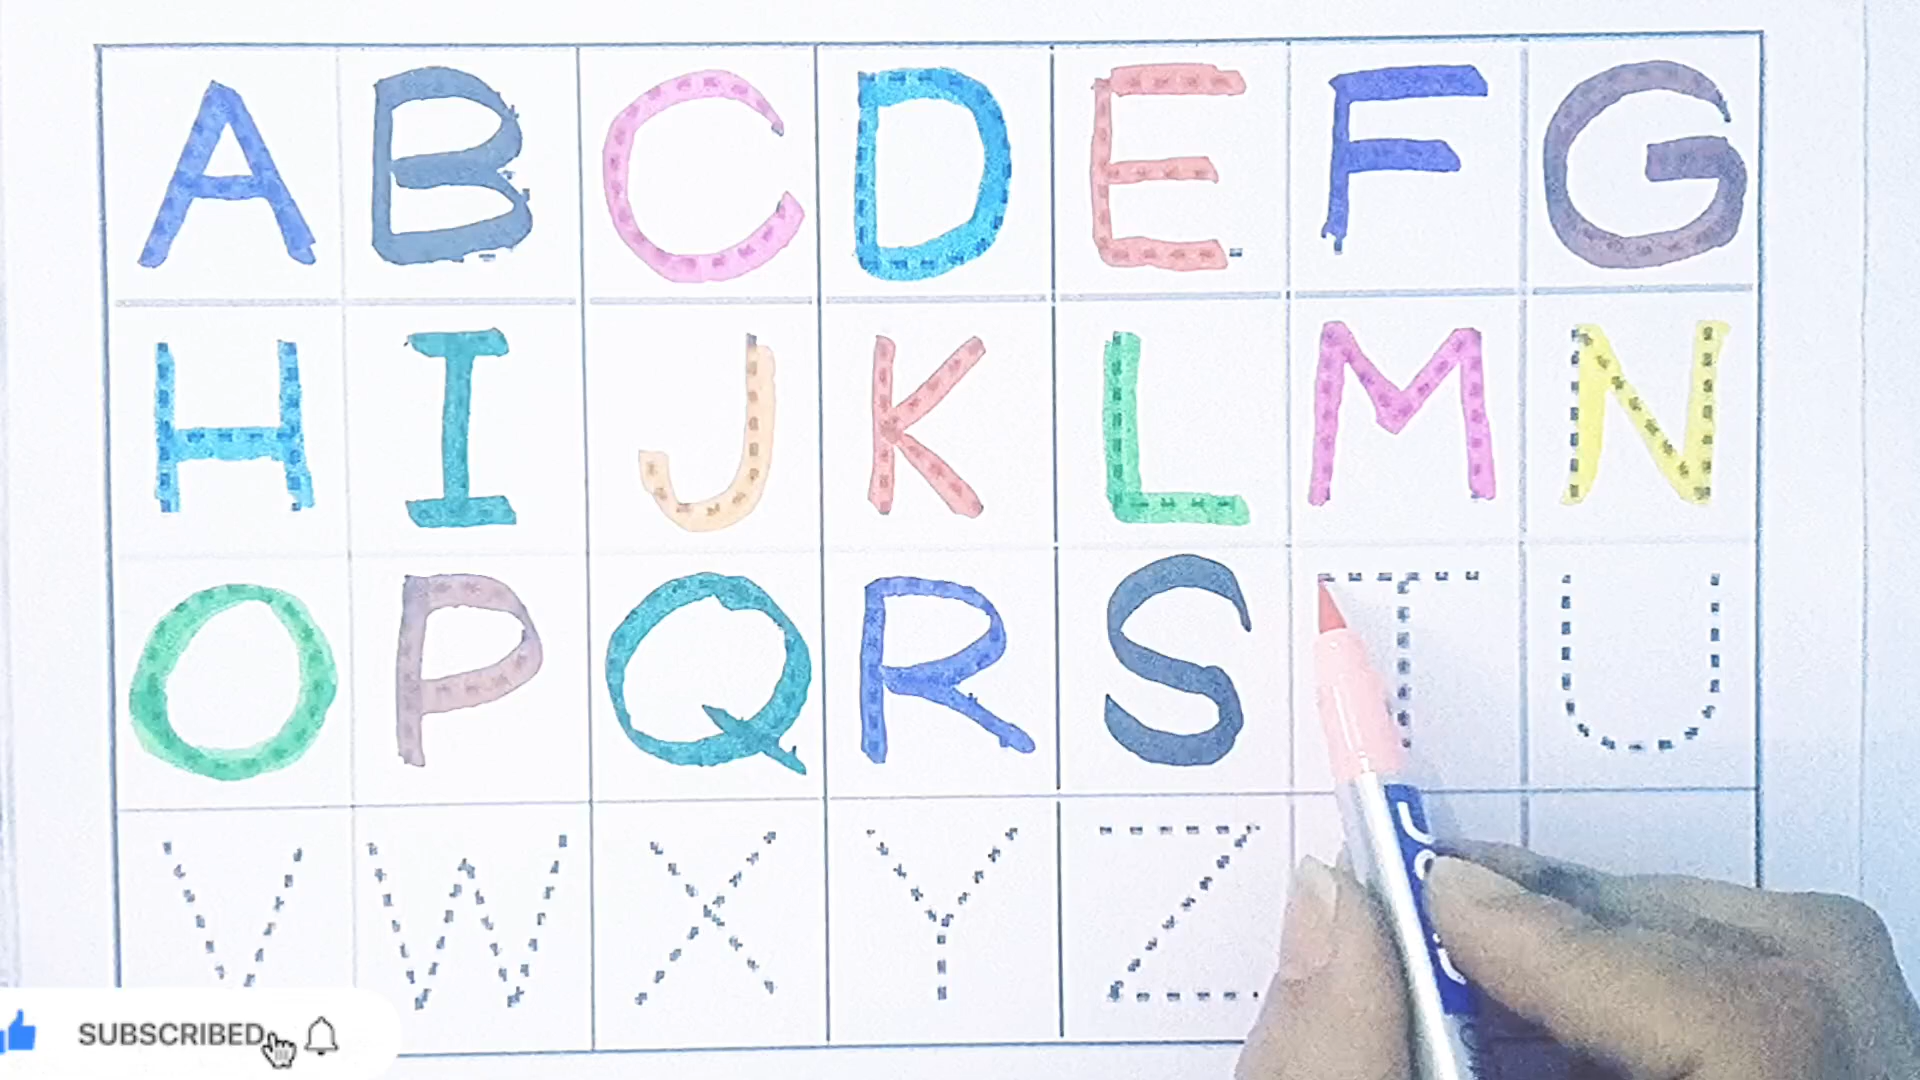 A B C D E F G
H I J K L M N
O P Q R S T U
V W X Y Z
SUBSCRIBED